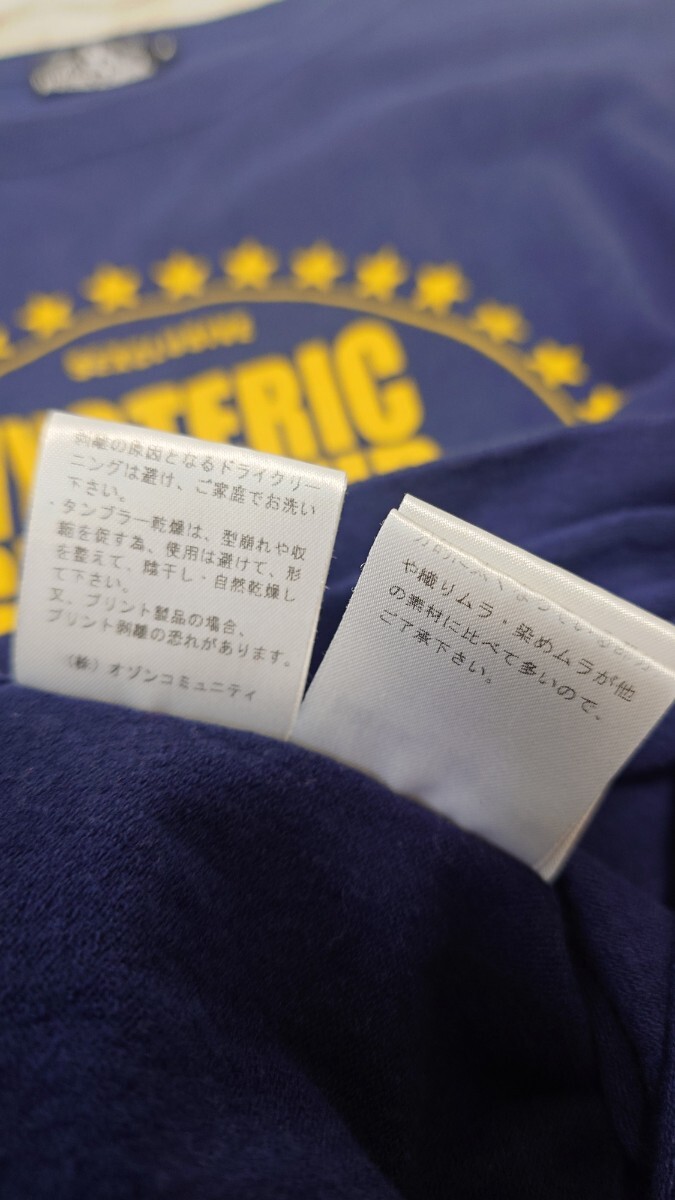 HYSTERIC
剥離の原因となるドライクリー
ニングは避け、ご家庭でお洗い
下さい。
・タンブラー乾燥は、型崩れや収
縮を促す為、使用は避けて、形
を整えて、陰干し・自然乾燥し
て下さい。
又、プリント製品の場合、
プリント剥離の恐れがあります。
(株)オゾンコミュニティ
や織りムラ・染めムラが他
の素材に比べて多いので、
ご了承下さい。